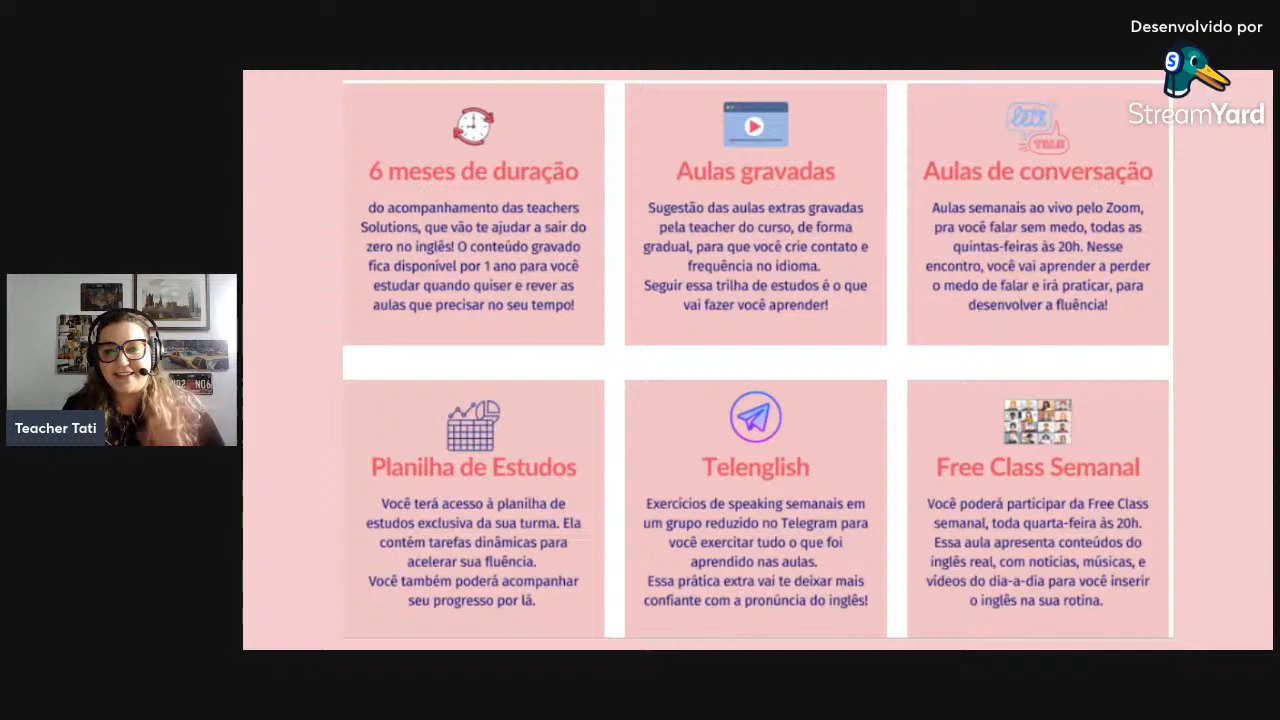 Desenvolvido por
StreamYard
6 meses de duração
do acompanhamento das teachers
Solutions, que vão te ajudar a sair do
zero no inglês! O conteúdo gravado
fica disponível por 1 ano para você
estudar quando quiser e rever as
aulas que precisar no seu tempo!
Aulas gravadas
Sugestão das aulas extras gravadas
pela teacher do curso, de forma
gradual, para que você crie contato e
frequência no idioma.
Seguir essa trilha de estudos é o que
vai fazer você aprender!
let's
TALK
Aulas de conversação
Aulas semanais ao vivo pelo Zoom,
pra você falar sem medo, todas as
quintas-feiras às 20h. Nesse
encontro, você vai aprender a perder
o medo de falar e irá praticar, para
desenvolver a fluência!
Teacher Tati
Planilha de Estudos
Você terá acesso à planilha de
estudos exclusiva da sua turma. Ela
contém tarefas dinâmicas para
acelerar sua fluência.
Você também poderá acompanhar
seu progresso por lá.
Telenglish
Exercícios de speaking semanais em
um grupo reduzido no Telegram para
você exercitar tudo o que foi
aprendido nas aulas.
Essa prática extra vai te deixar mais
confiante com a pronúncia do inglês!
Free Class Semanal
Você poderá participar da Free Class
semanal, toda quarta-feira às 20h.
Essa aula apresenta conteúdos do
inglês real, com notícias, músicas, e
vídeos do dia-a-dia para você inserir
o inglês na sua rotina.